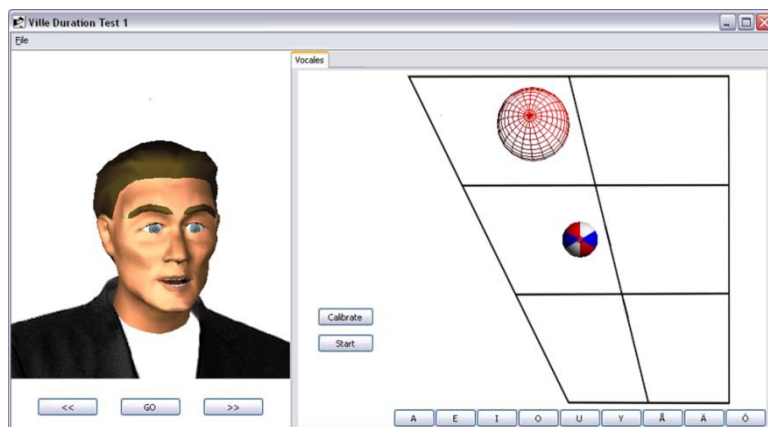 Ville Duration Test 1
File
Vocales
Calibrate
Start
<< GO >>
A E I O U Y Å Ä Ö